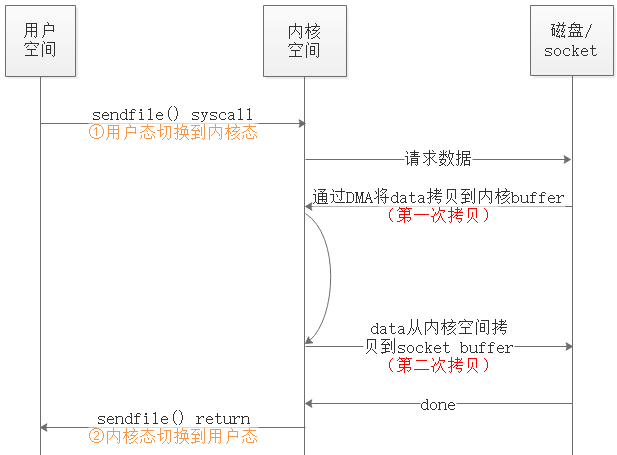 用户
空间
内核
空间
磁盘/
socket
sendfile() syscall
①用户态切换到内核态
请求数据
通过DMA将data拷贝到内核buffer
（第一次拷贝）
data从内核空间拷
贝到socket buffer
（第二次拷贝）
done
sendfile() return
②内核态切换到用户态